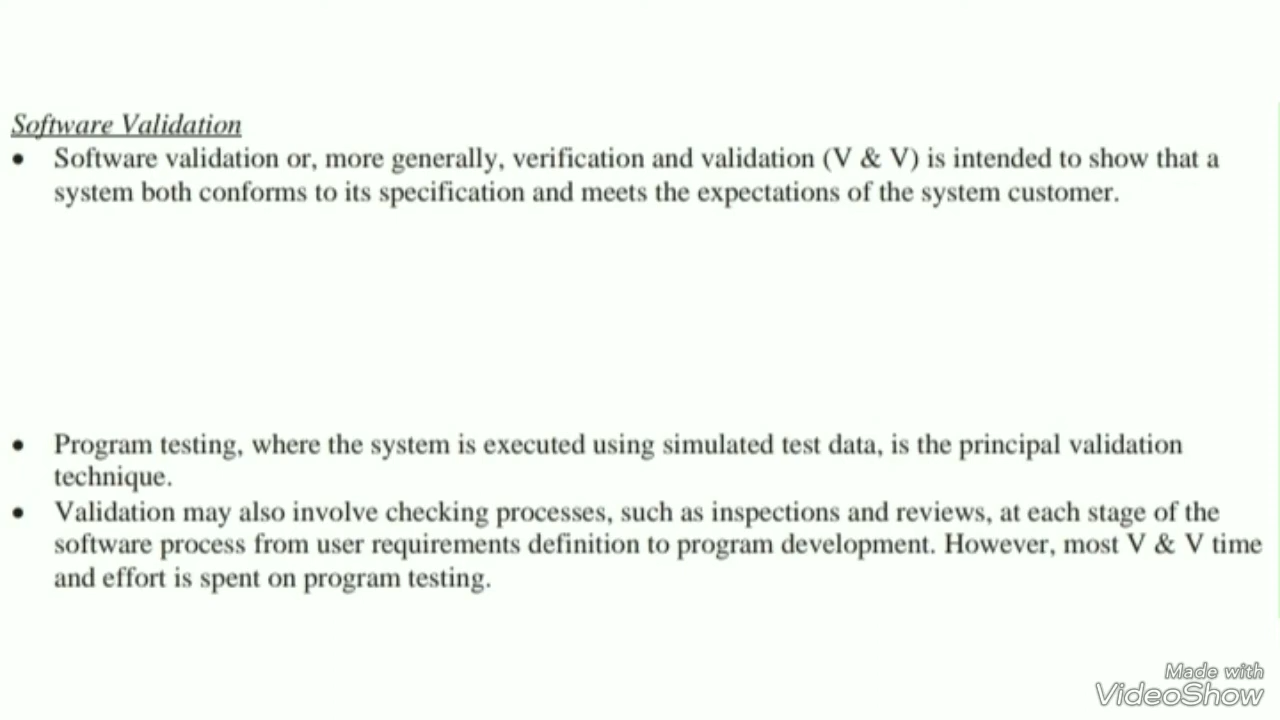 Software Validation
• Software validation or, more generally, verification and validation (V & V) is intended to show that a
system both conforms to its specification and meets the expectations of the system customer.
• Program testing, where the system is executed using simulated test data, is the principal validation
technique.
• Validation may also involve checking processes, such as inspections and reviews, at each stage of the
software process from user requirements definition to program development. However, most V & V time
and effort is spent on program testing.
Made with
VideoShow